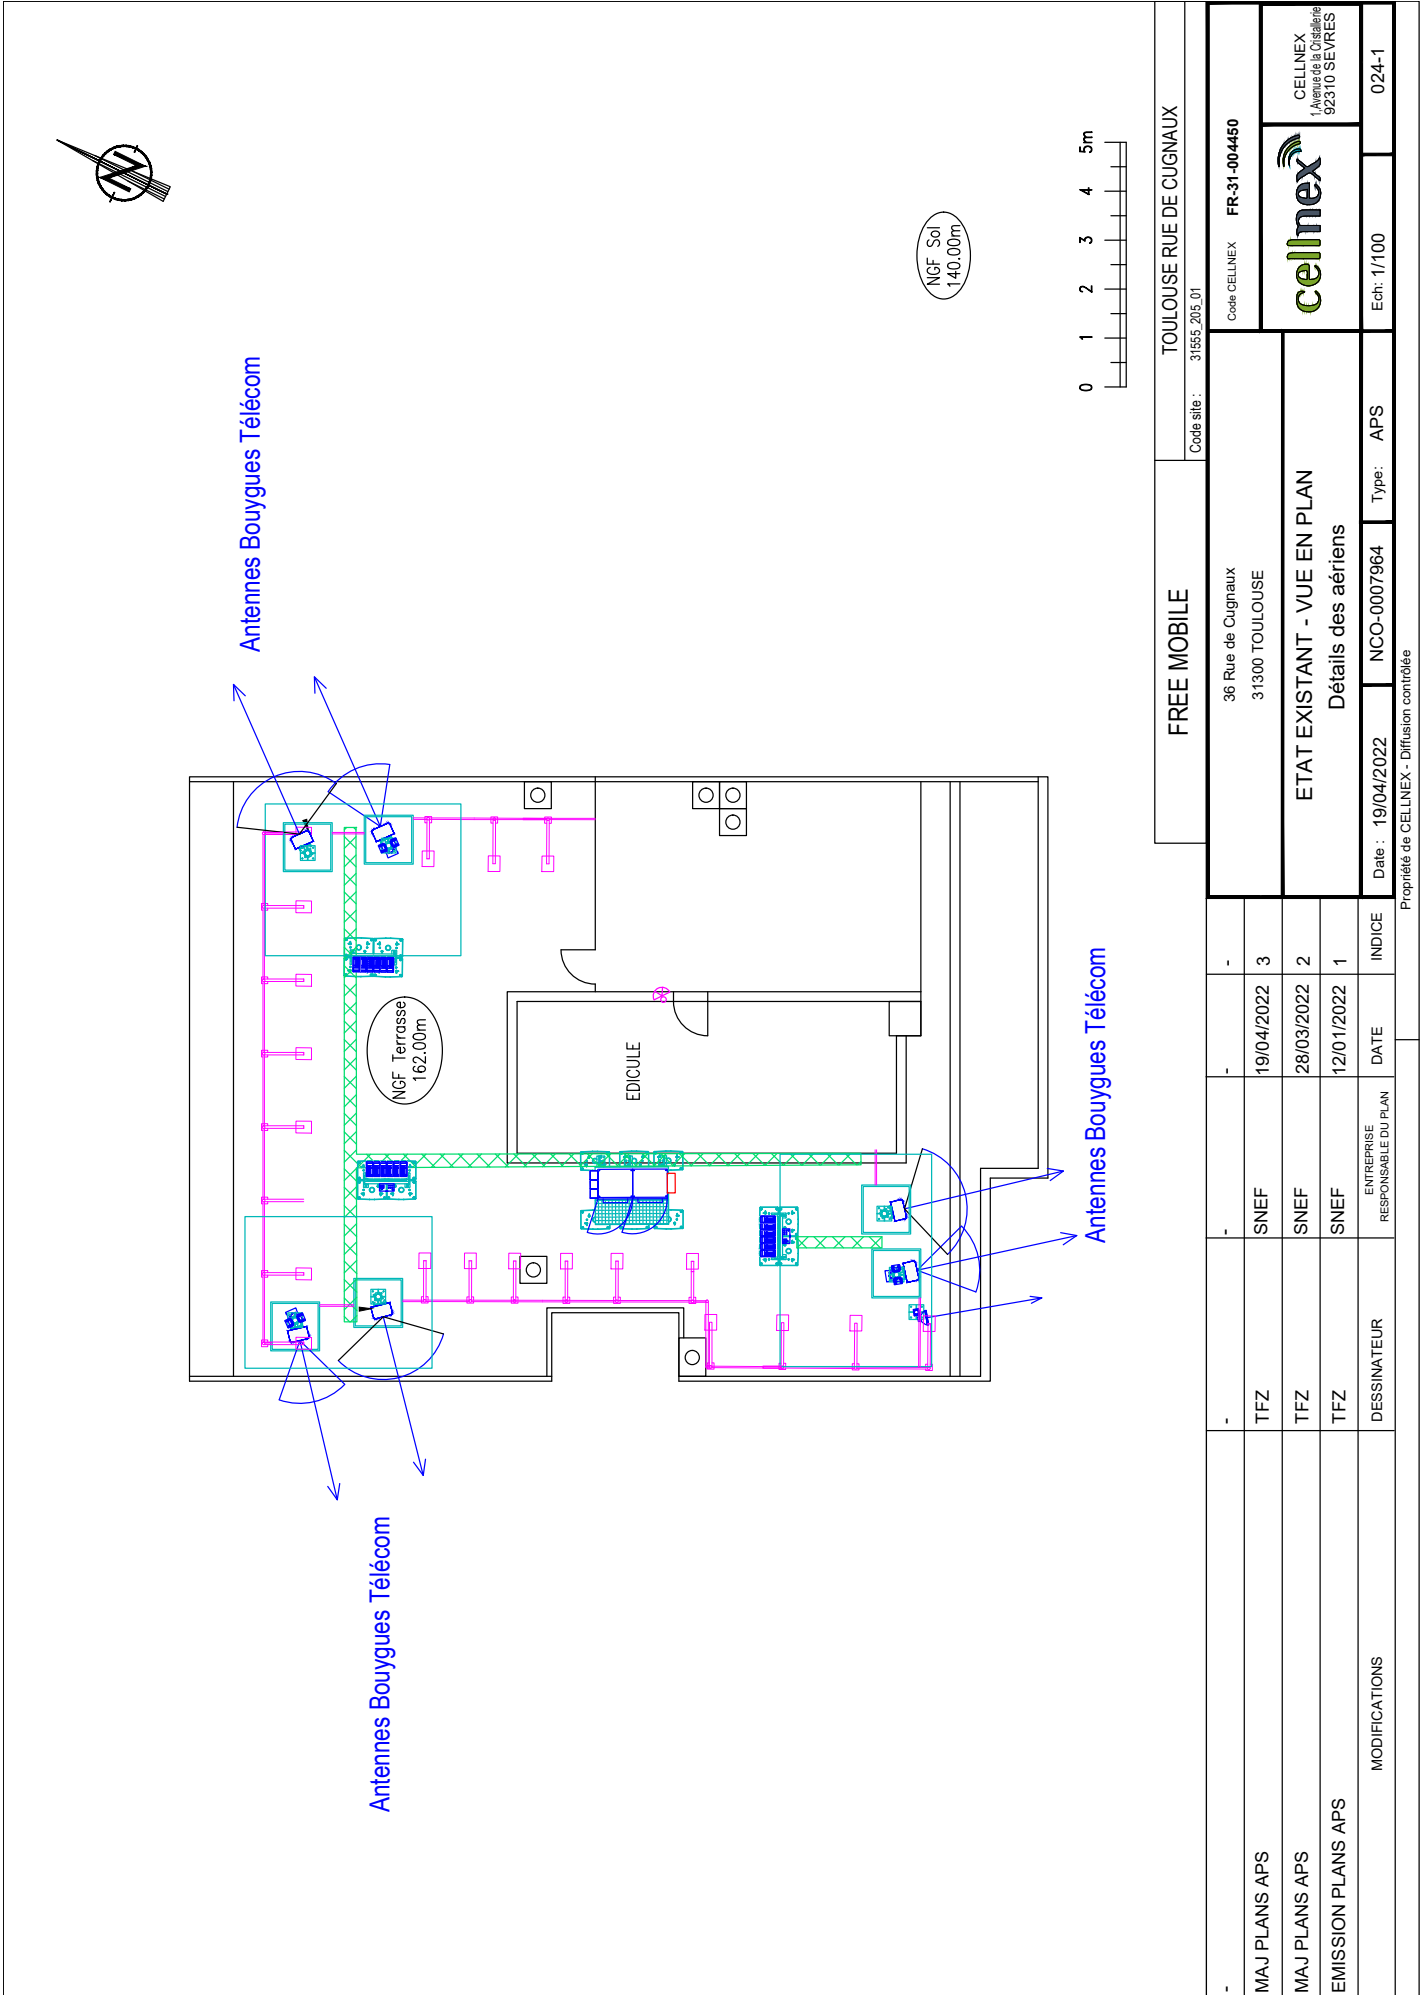 N
Antennes Bouygues Télécom
Antennes Bouygues Télécom
Antennes Bouygues Télécom
NGF Terrasse
162.00m
EDICULE
NGF Sol
140.00m
0 1 2 3 4 5m
FREE MOBILE
TOULOUSE RUE DE CUGNAUX
Code site : 31555_205_01
36 Rue de Cugnaux
31300 TOULOUSE
Code CELLNEX FR-31-004450
ETAT EXISTANT - VUE EN PLAN
Détails des aériens
cellnex
CELLNEX
1,Avenue de la Cristallerie
92310 SEVRES
Date : 19/04/2022 NCO-0007964 Type: APS Ech: 1/100 024-1
- - - - -
MAJ PLANS APS TFZ SNEF 19/04/2022 3
MAJ PLANS APS TFZ SNEF 28/03/2022 2
EMISSION PLANS APS TFZ SNEF 12/01/2022 1
MODIFICATIONS DESSINATEUR ENTREPRISE RESPONSABLE DU PLAN DATE INDICE
Propriété de CELLNEX - Diffusion contrôlée